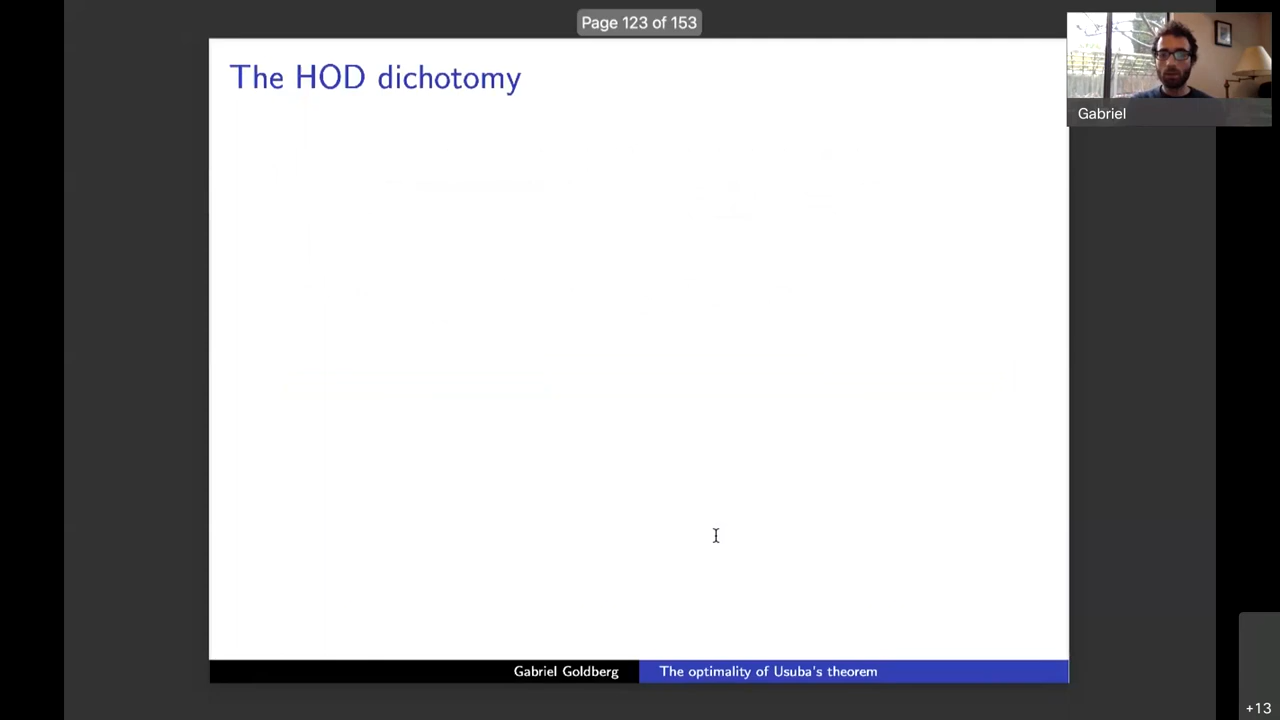 Page 123 of 153
The HOD dichotomy
Gabriel
Gabriel Goldberg
The optimality of Usuba's theorem
+13